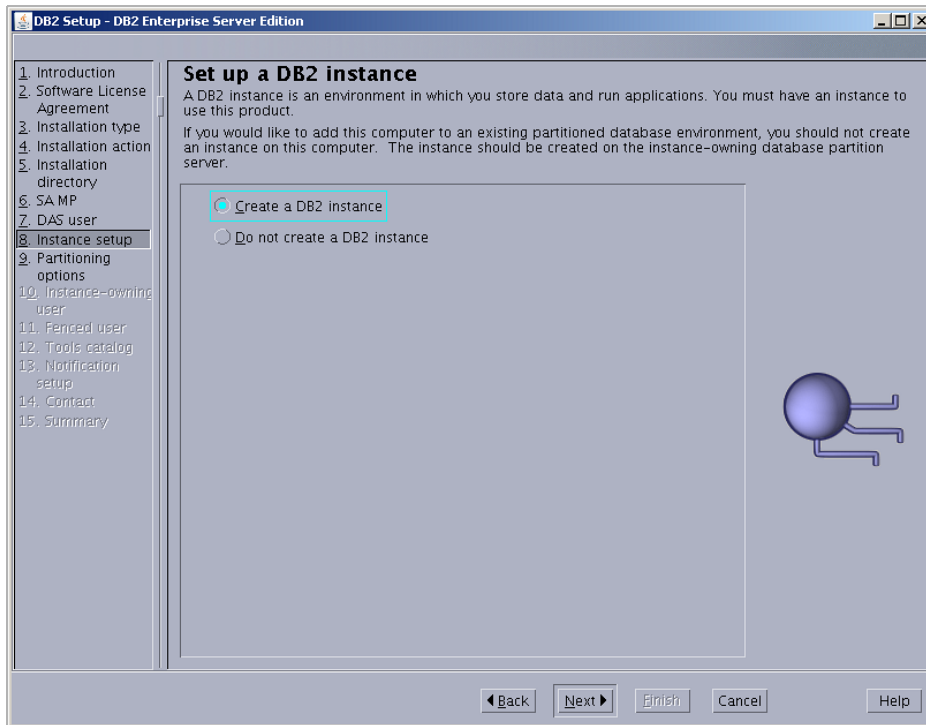 DB2 Setup - DB2 Enterprise Server Edition
1. Introduction
2. Software License
Agreement
3. Installation type
4. Installation action
5. Installation
directory
6. SA MP
7. DAS user
8. Instance setup
9. Partitioning
options
10. Instance-owning
user
11. Fenced user
12. Tools catalog
13. Notification
setup
14. Contact
15. Summary
Set up a DB2 instance
A DB2 instance is an environment in which you store data and run applications. You must have an instance to
use this product.
If you would like to add this computer to an existing partitioned database environment, you should not create
an instance on this computer. The instance should be created on the instance-owning database partition
server.
Create a DB2 instance
Do not create a DB2 instance
Back
Next
Finish
Cancel
Help